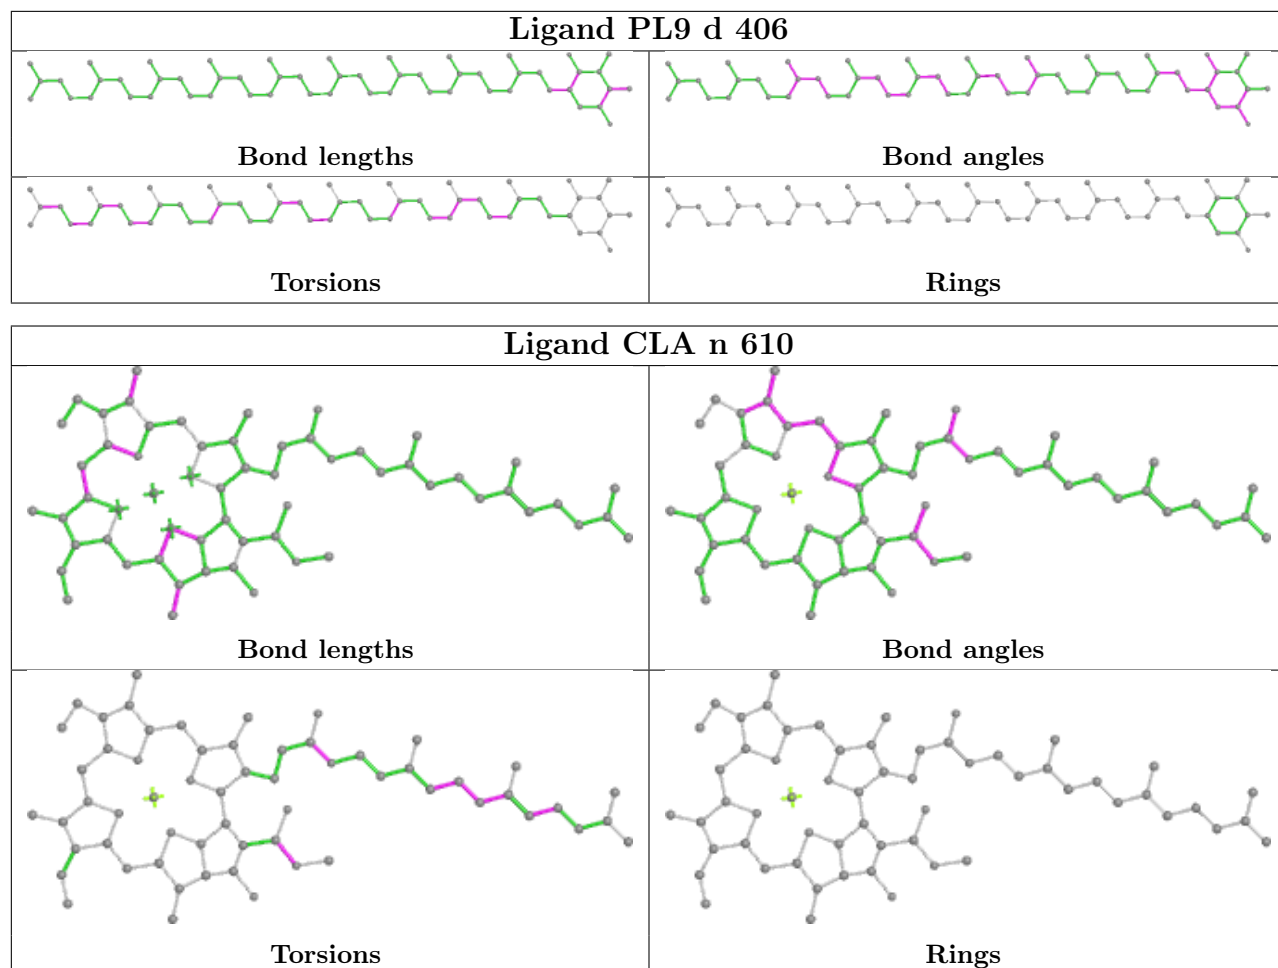 Ligand PL9 d 406
Bond lengths
Bond angles
Torsions
Rings
Ligand CLA n 610
Bond lengths
Bond angles
Torsions
Rings